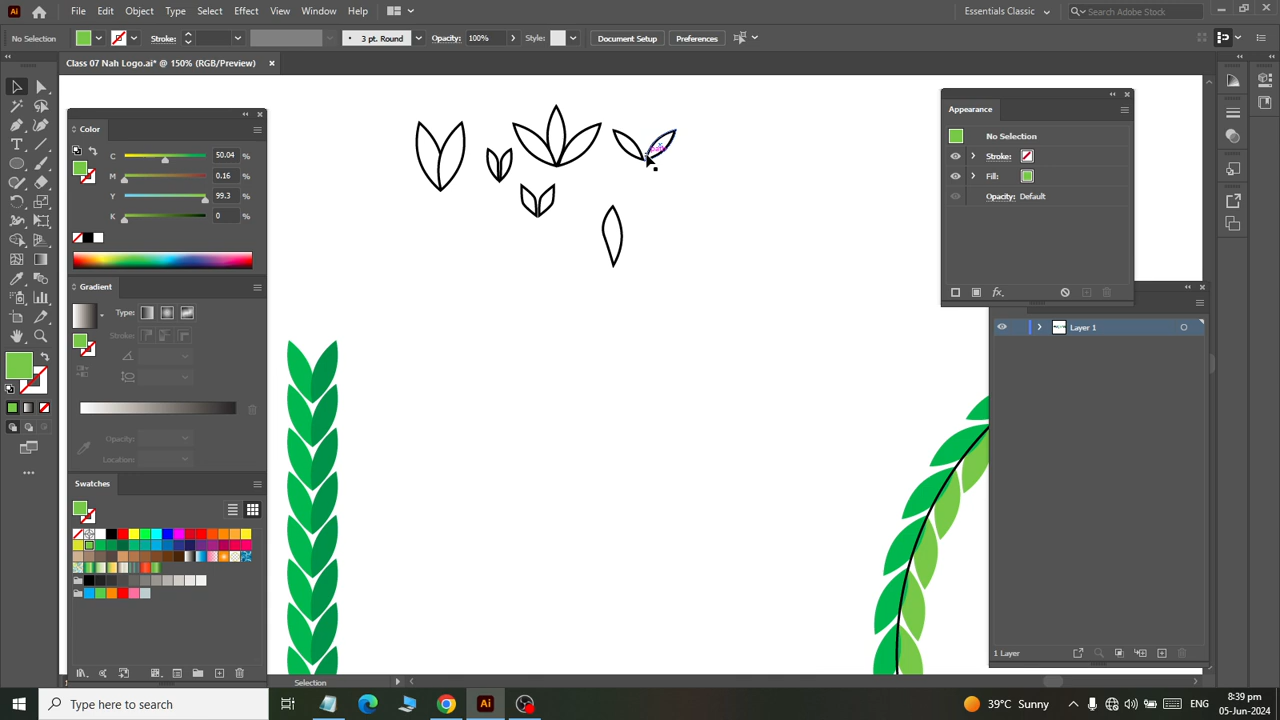 Ai File Edit Object Type Select Effect View Window Help Essentials Classic Search Adobe Stock
No Selection Stroke: 3 pt. Round Opacity: 100% Style: Document Setup Preferences
Class 07 Nah Logo.ai* @ 150% (RGB/Preview)
Color
C 50.04 %
M 0.16 %
Y 99.3 %
K 0 %
Gradient
Type:
Stroke:
Opacity:
Location:
Swatches
Appearance
No Selection
Stroke:
Fill:
Opacity: Default
fx
Layer 1
1 Layer
Selection
Type here to search
Ai
39°C Sunny
ENG
8:39 pm
05-Jun-2024